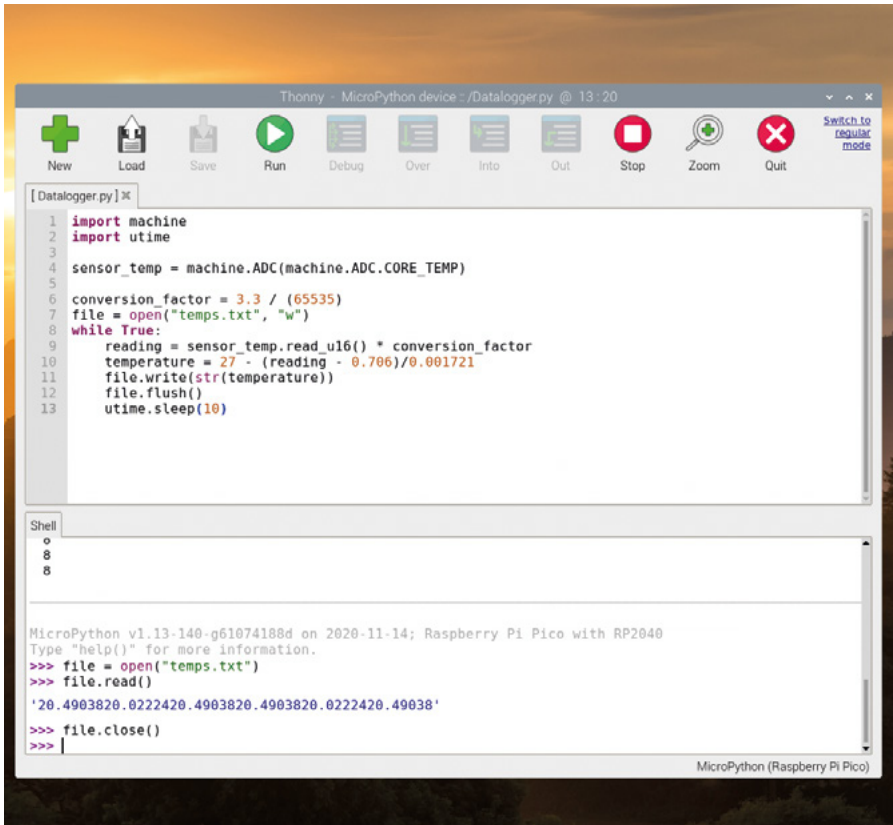 Thonny - MicroPython device :: /Datalogger.py @ 13 : 20
New Load Save Run Debug Over Into Out Stop Zoom Quit
Switch to
regular
mode
[ Datalogger.py ]
1 import machine
2 import utime
3
4 sensor_temp = machine.ADC(machine.ADC.CORE_TEMP)
5
6 conversion_factor = 3.3 / (65535)
7 file = open("temps.txt", "w")
8 while True:
9     reading = sensor_temp.read_u16() * conversion_factor
10     temperature = 27 - (reading - 0.706)/0.001721
11     file.write(str(temperature))
12     file.flush()
13     utime.sleep(10)
Shell
8
8
MicroPython v1.13-140-g61074188d on 2020-11-14; Raspberry Pi Pico with RP2040
Type "help()" for more information.
>>> file = open("temps.txt")
>>> file.read()
'20.4903820.0222420.4903820.4903820.0222420.49038'
>>> file.close()
>>>
MicroPython (Raspberry Pi Pico)